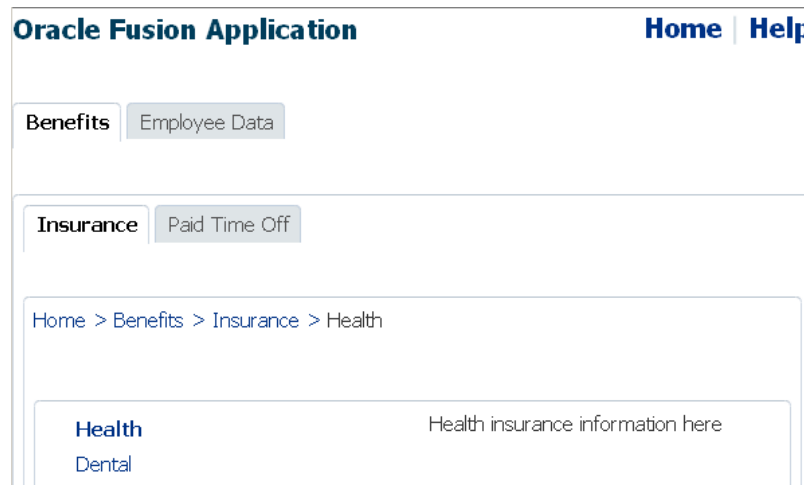 Oracle Fusion Application Home Help
Benefits Employee Data
Insurance Paid Time Off
Home > Benefits > Insurance > Health
Health Health insurance information here
Dental